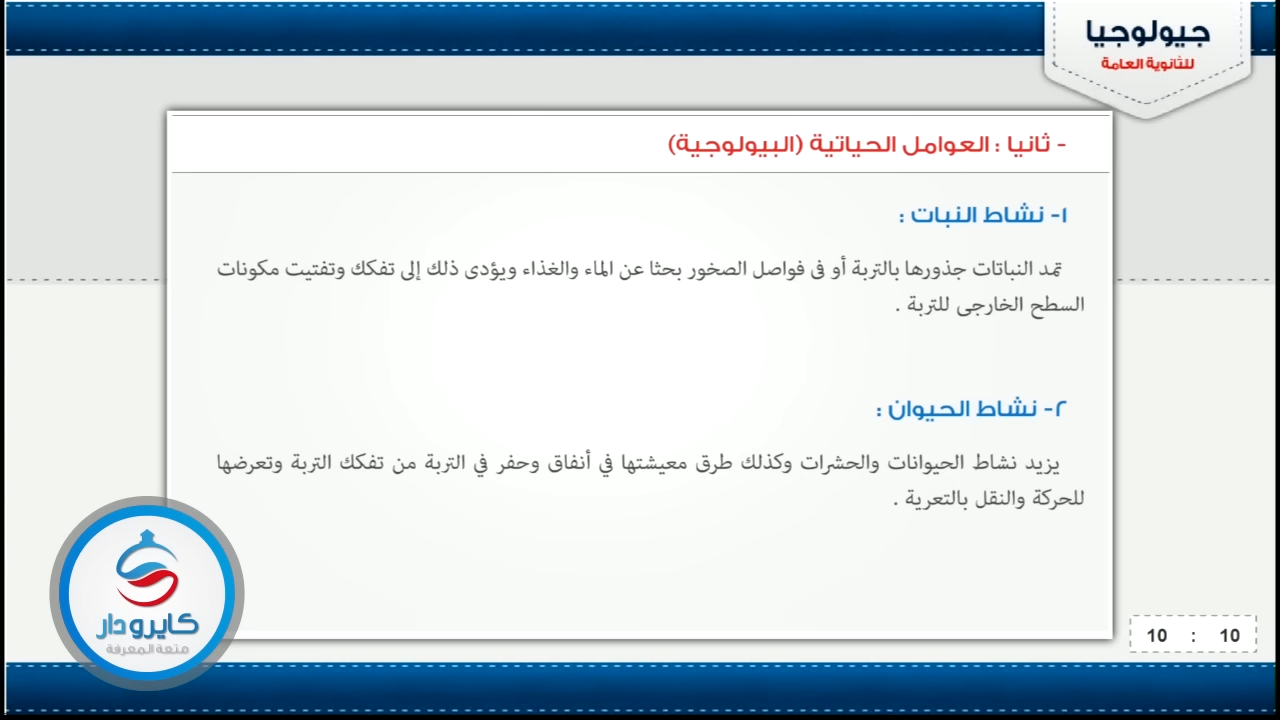 جيولوجيا
للثانوية العامة
- ثانيا : العوامل الحياتية (البيولوجية)
١- نشاط النبات :
تمد النباتات جذورها بالتربة أو فى فواصل الصخور بحثا عن الماء والغذاء ويؤدى ذلك إلى تفكك وتفتيت مكونات
السطح الخارجى للتربة .
٢- نشاط الحيوان :
يزيد نشاط الحيوانات والحشرات وكذلك طرق معيشتها في أنفاق وحفر في التربة من تفكك التربة وتعرضها
للحركة والنقل بالتعرية .
كايرودار
متعة المعرفة
10 : 10